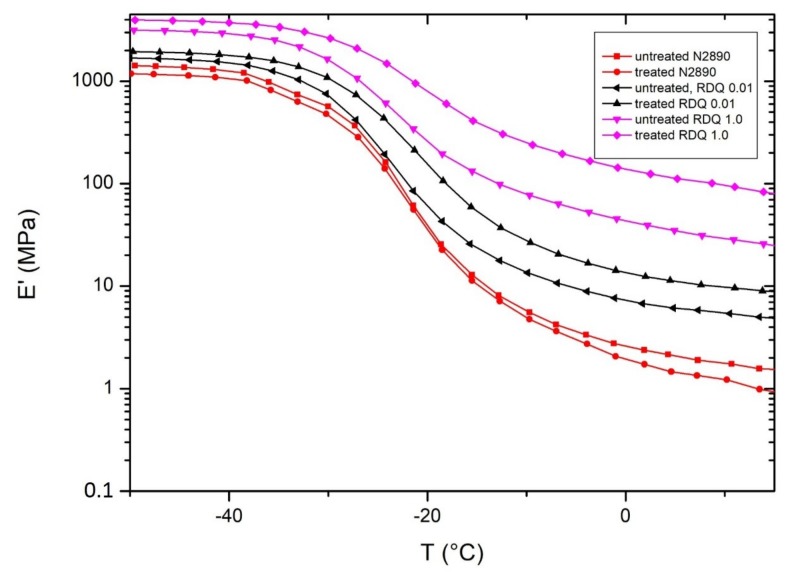 untreated N2890
treated N2890
untreated, RDQ 0.01
treated RDQ 0.01
untreated RDQ 1.0
treated RDQ 1.0
1000
100
10
1
0.1
E' (MPa)
-40
-20
0
T (°C)